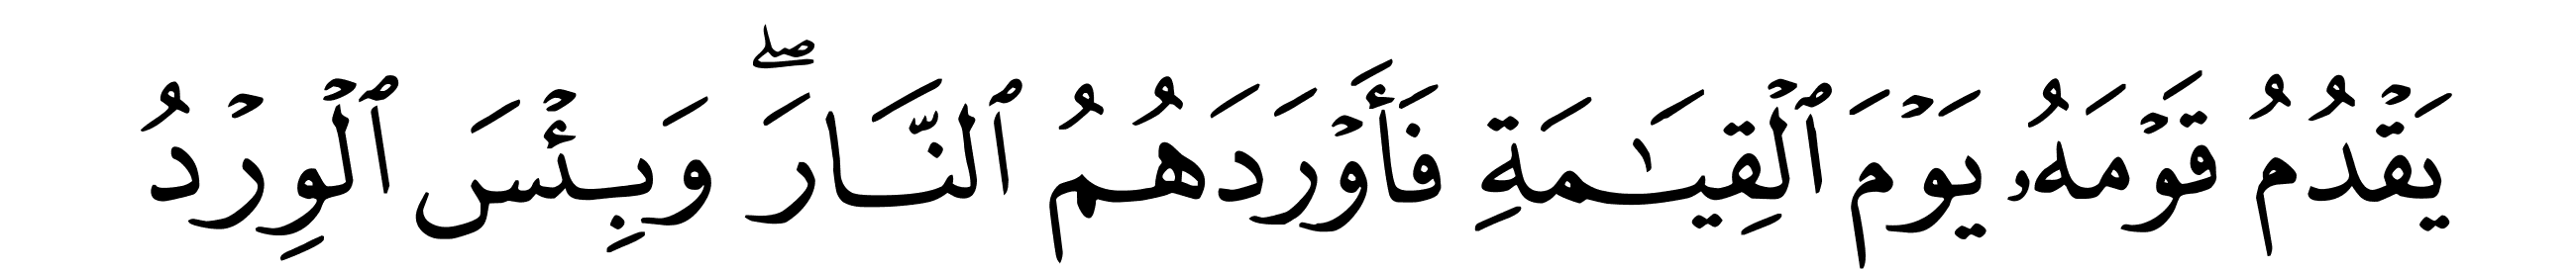 يَقْدُمُ قَوْمَهُۥ يَوْمَ ٱلْقِيَـٰمَةِ فَأَوْرَدَهُمُ ٱلنَّارَ ۖ وَبِئْسَ ٱلْوِرْدُ